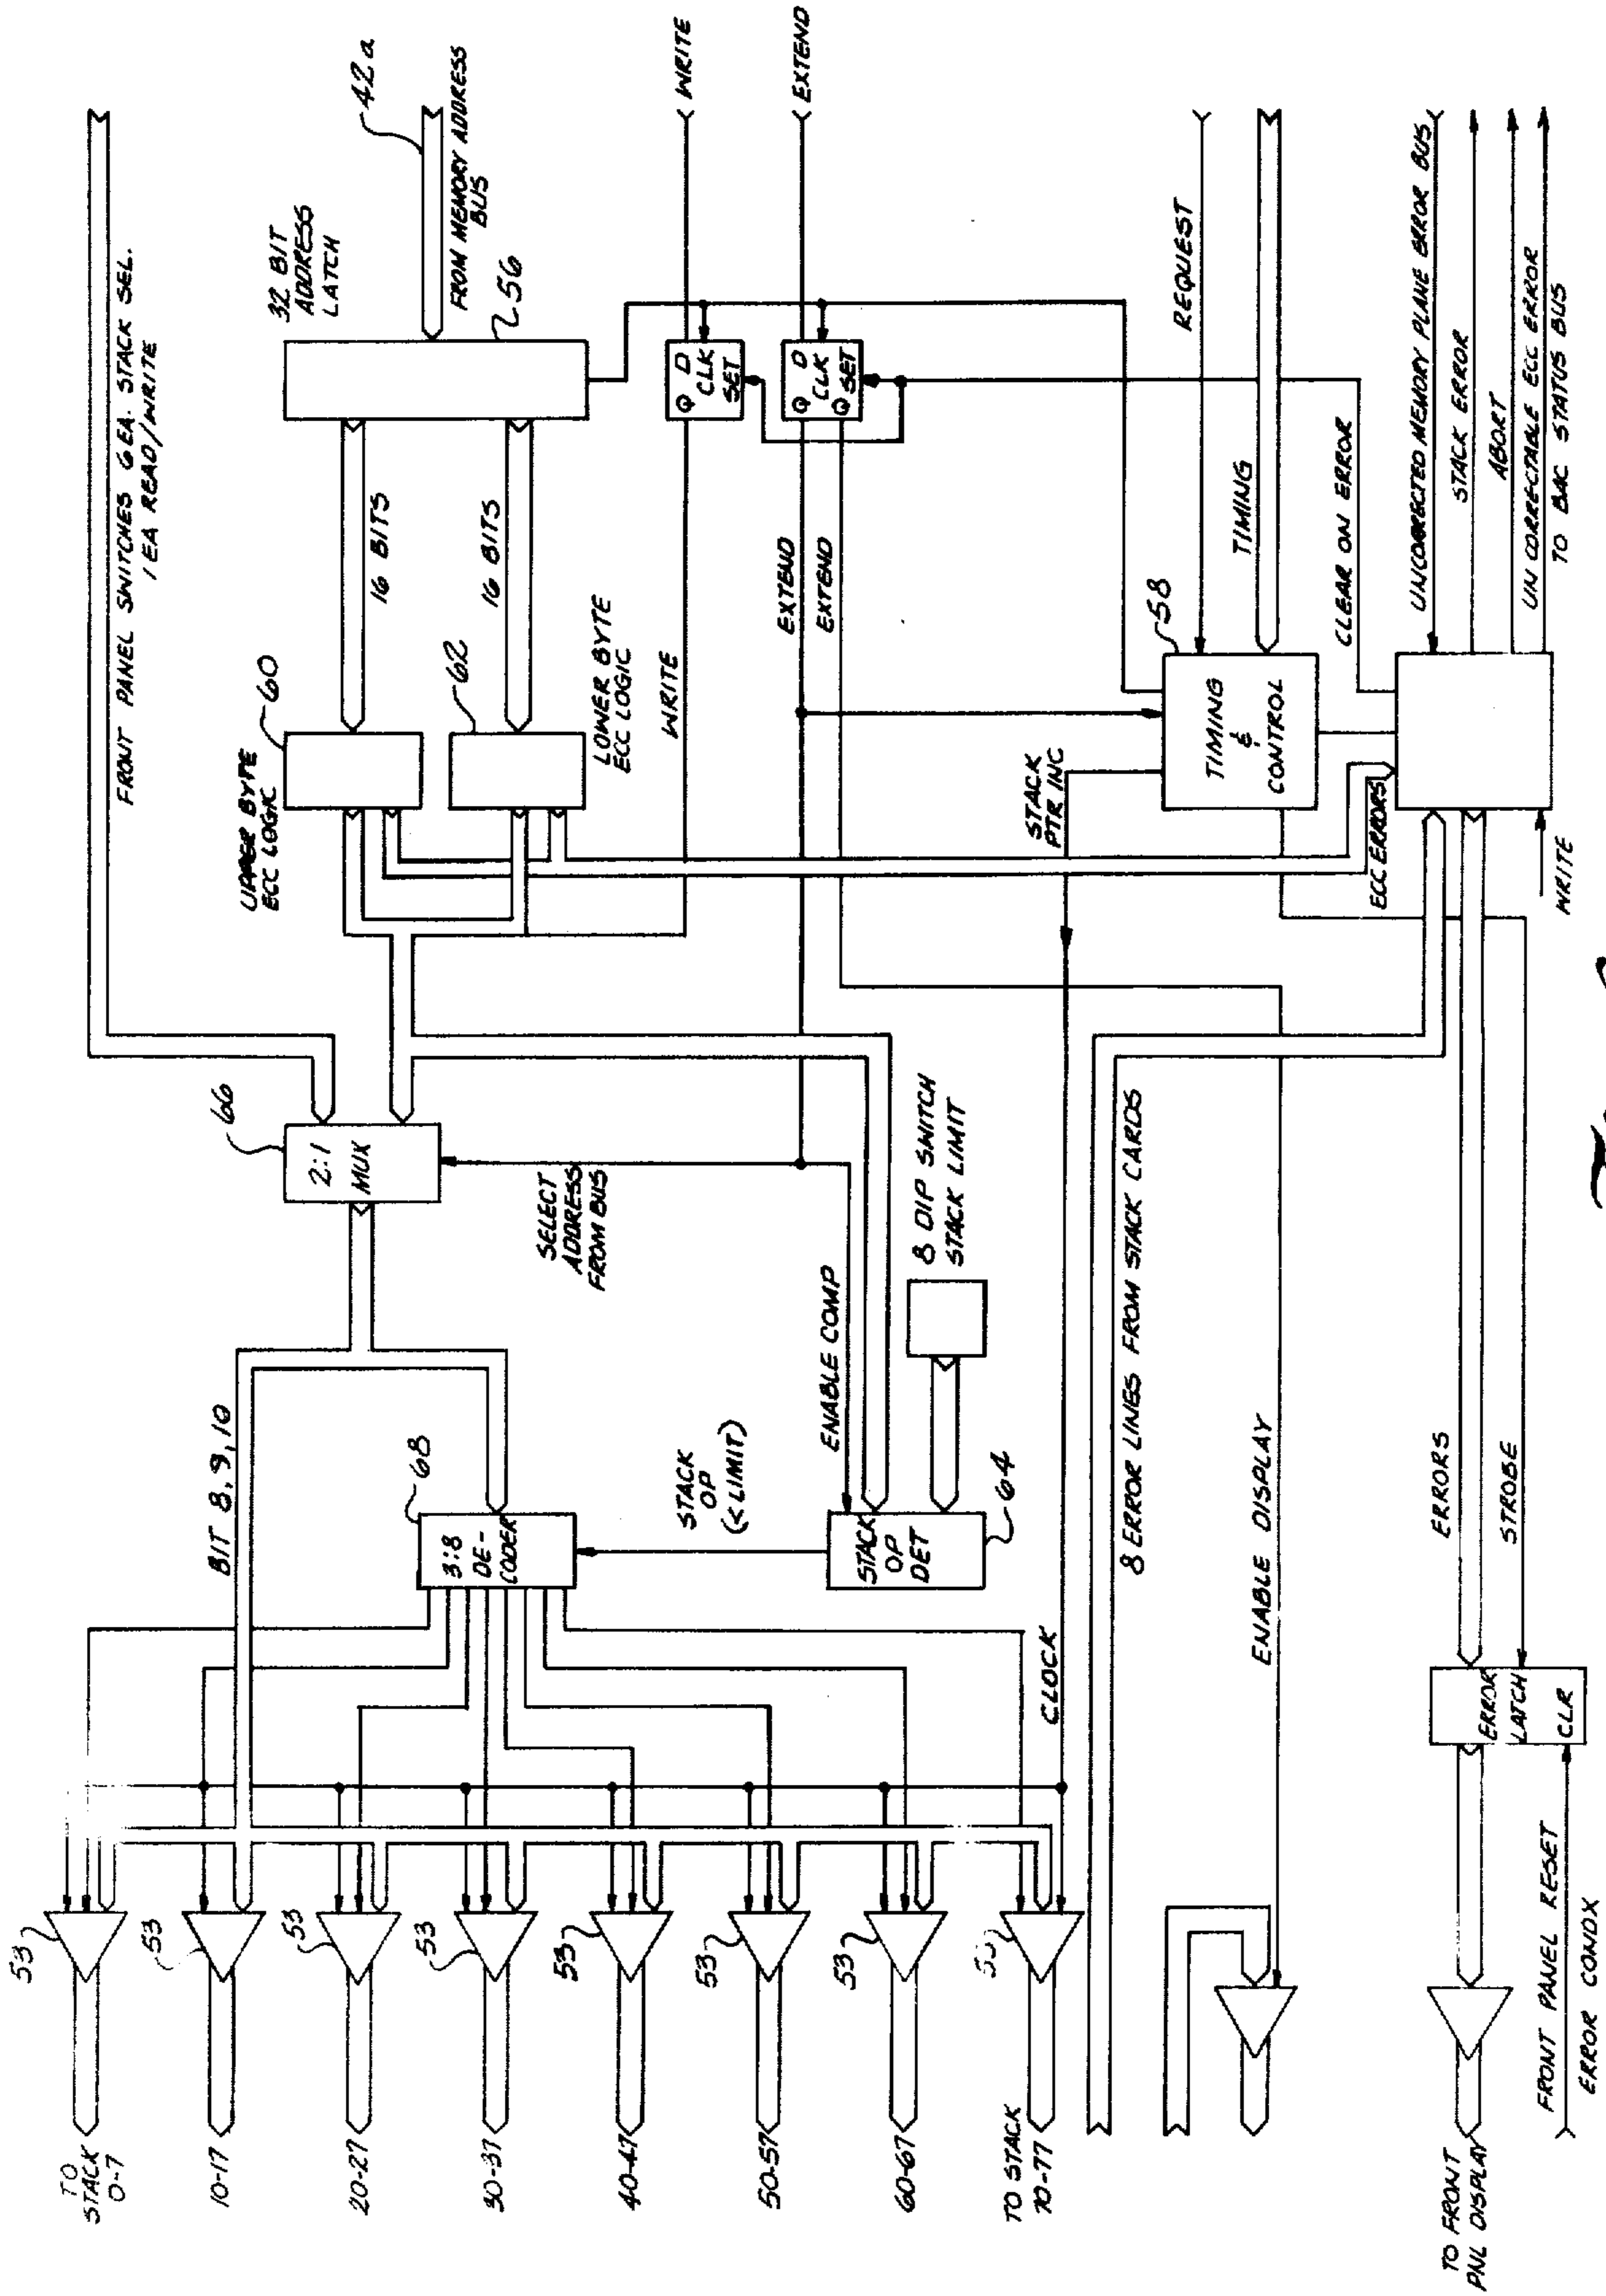 FRONT PANEL SWITCHES 6 EA. STACK SEL.
1 EA READ/WRITE
32 BIT
ADDRESS
LATCH
42a
FROM MEMORY ADDRESS
BUS
56
WRITE
EXTEND
16 BITS
16 BITS
Q D
CLK
SET
Q D
CLK
Q SET
60
UPPER BYTE
ECC LOGIC
62
LOWER BYTE
ECC LOGIC
WRITE
EXTEND
EXTEND
REQUEST
TIMING
58
TIMING
&
CONTROL
STACK
PTR INC
CLEAR ON ERROR
UNCORRECTED MEMORY PLANE ERROR BUS
STACK ERROR
ABORT
UN CORRECTABLE ECC ERROR
TO BAC STATUS BUS
ECC ERRORS
WRITE
66
2:1
MUX
SELECT
ADDRESS
FROM BUS
ENABLE COMP
8 DIP SWITCH
STACK LIMIT
BIT 8, 9, 10
68
3:8
DE-
CODER
STACK
OP
(< LIMIT)
STACK
OP
DET
64
CLOCK
8 ERROR LINES FROM STACK CARDS
ENABLE DISPLAY
ERRORS
STROBE
ERROR
LATCH
CLR
53
53
53
53
53
53
53
53
TO
STACK
0-7
10-17
20-27
30-37
40-47
50-57
60-67
TO STACK
70-77
TO FRONT
PNL DISPLAY
FRONT PANEL RESET
ERROR CONDX